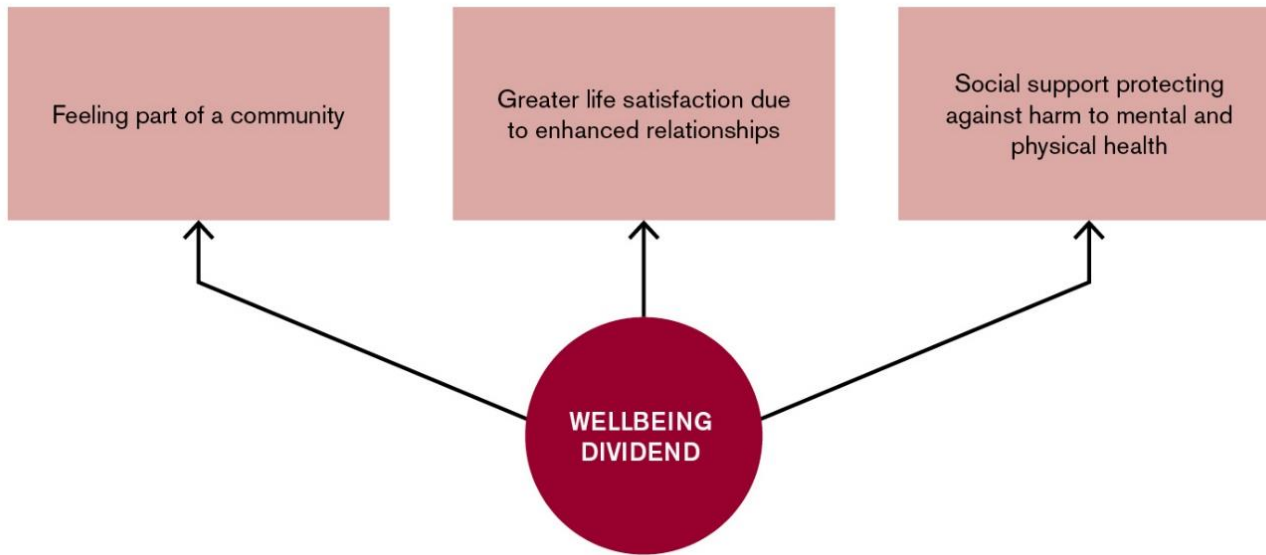 Feeling part of a community
Greater life satisfaction due
to enhanced relationships
Social support protecting
against harm to mental and
physical health
WELLBEING
DIVIDEND